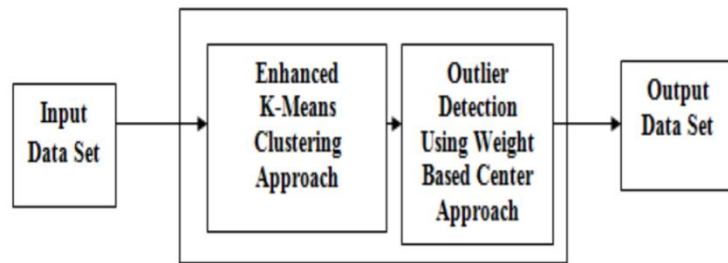 Input
Data Set
Enhanced
K-Means
Clustering
Approach
Outlier
Detection
Using Weight
Based Center
Approach
Output
Data Set